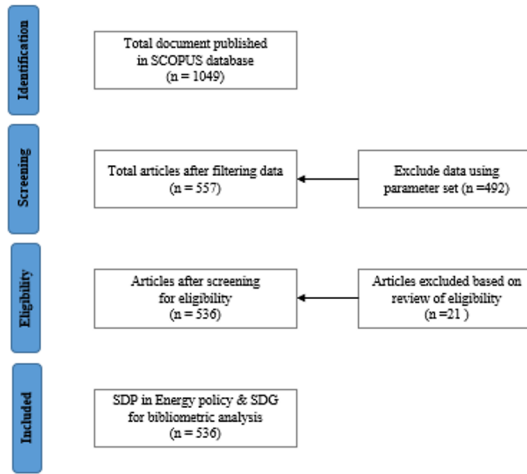 Identification
Total document published
in SCOPUS database
(n = 1049)
Screening
Total articles after filtering data
(n = 557)
Exclude data using
parameter set (n =492)
Eligibility
Articles after screening
for eligibility
(n = 536)
Articles excluded based on
review of eligibility
(n =21 )
Included
SDP in Energy policy & SDG
for bibliometric analysis
(n = 536)